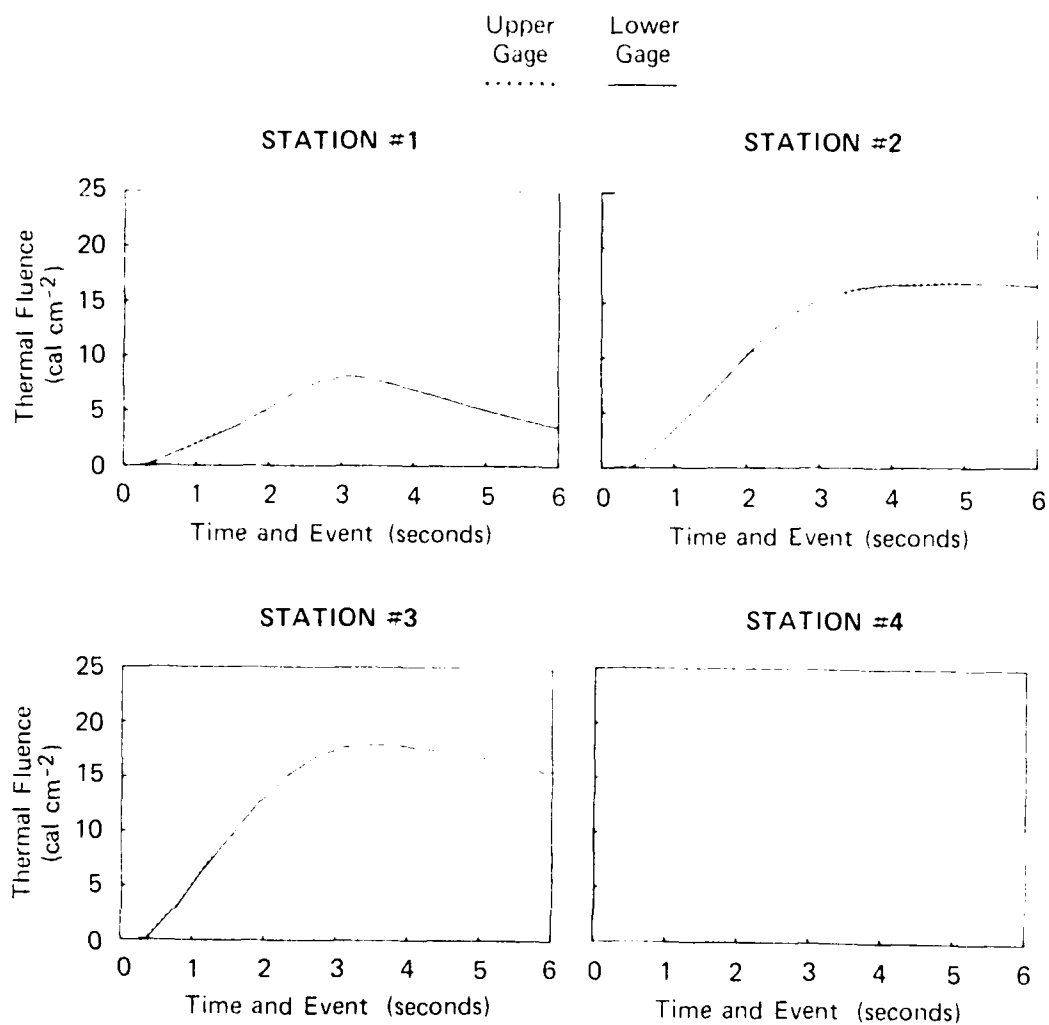 Upper Lower
Gage Gage
STATION #1 STATION #2
25
20
15
10
5
0
Thermal Fluence
(cal cm⁻²)
0 1 2 3 4 5 6
Time and Event (seconds)
0 1 2 3 4 5 6
Time and Event (seconds)
STATION #3 STATION #4
25
20
15
10
5
0
Thermal Fluence
(cal cm⁻²)
0 1 2 3 4 5 6
Time and Event (seconds)
0 1 2 3 4 5 6
Time and Event (seconds)